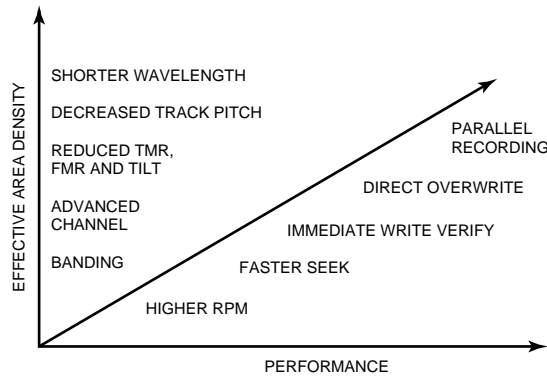 EFFECTIVE AREA DENSITY
SHORTER WAVELENGTH
DECREASED TRACK PITCH
REDUCED TMR,
FMR AND TILT
ADVANCED
CHANNEL
BANDING
PARALLEL
RECORDING
DIRECT OVERWRITE
IMMEDIATE WRITE VERIFY
FASTER SEEK
HIGHER RPM
PERFORMANCE